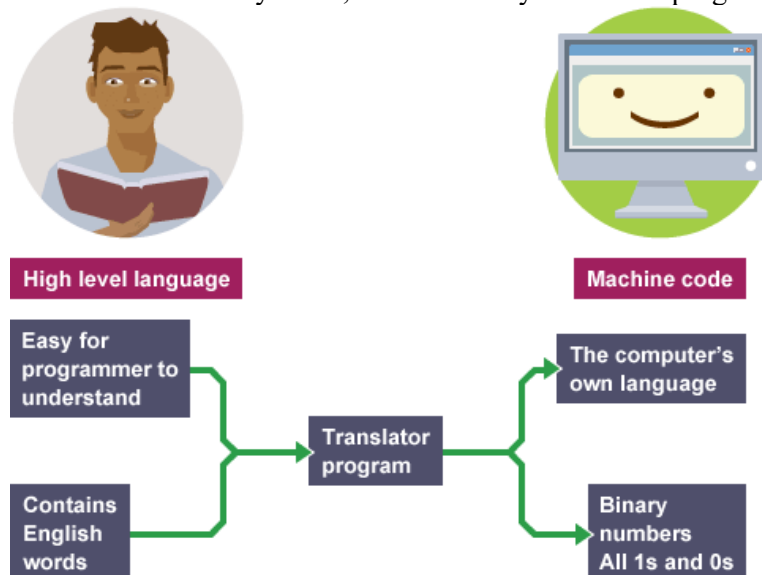 High level language
Machine code
Easy for
programmer to
understand
The computer's
own language
Translator
program
Contains
English
words
Binary
numbers
All 1s and 0s